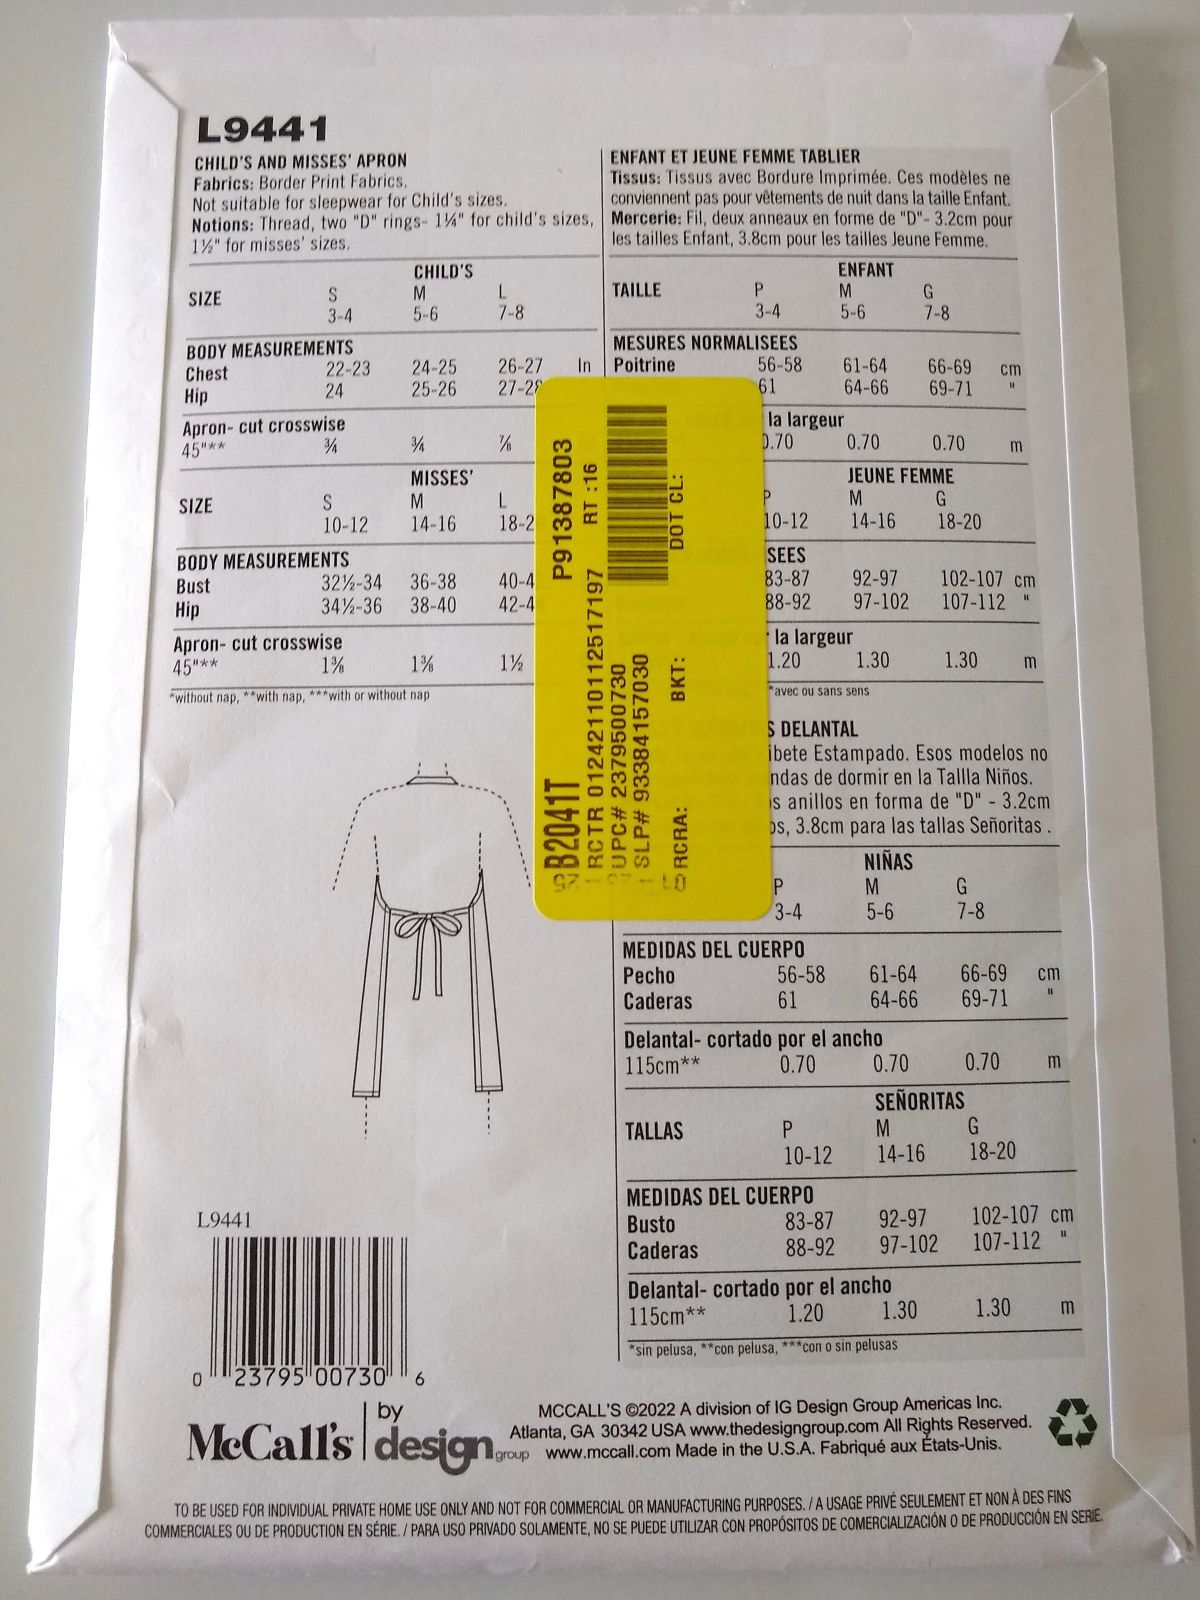 L9441
CHILD'S AND MISSES' APRON
Fabrics: Border Print Fabrics.
Not suitable for sleepwear for Child's sizes.
Notions: Thread, two "D" rings- 1¼" for child's sizes,
1½" for misses' sizes.
CHILD'S
SIZE S M L
3-4 5-6 7-8
BODY MEASUREMENTS
Chest 22-23 24-25 26-27 In
Hip 24 25-26 27-28
Apron- cut crosswise
45"** ¾ ¾ ⅞
MISSES'
SIZE S M L
10-12 14-16 18-2
BODY MEASUREMENTS
Bust 32½-34 36-38 40-4
Hip 34½-36 38-40 42-4
Apron- cut crosswise
45"** 1⅜ 1⅜ 1½
*without nap, **with nap, ***with or without nap
ENFANT ET JEUNE FEMME TABLIER
Tissus: Tissus avec Bordure Imprimée. Ces modèles ne
conviennent pas pour vêtements de nuit dans la taille Enfant.
Mercerie: Fil, deux anneaux en forme de "D"- 3.2cm pour
les tailles Enfant, 3.8cm pour les tailles Jeune Femme.
ENFANT
TAILLE P M G
3-4 5-6 7-8
MESURES NORMALISEES
Poitrine 56-58 61-64 66-69 cm
61 64-66 69-71 "
la largeur
0.70 0.70 0.70 m
JEUNE FEMME
P M G
10-12 14-16 18-20
SEES
83-87 92-97 102-107 cm
88-92 97-102 107-112 "
la largeur
1.20 1.30 1.30 m
*avec ou sans sens
S DELANTAL
ibete Estampado. Esos modelos no
ndas de dormir en la Tallla Niños.
s anillos en forma de "D" - 3.2cm
os, 3.8cm para las tallas Señoritas .
NIÑAS
P M G
3-4 5-6 7-8
MEDIDAS DEL CUERPO
Pecho 56-58 61-64 66-69 cm
Caderas 61 64-66 69-71 "
Delantal- cortado por el ancho
115cm** 0.70 0.70 0.70 m
SEÑORITAS
TALLAS P M G
10-12 14-16 18-20
MEDIDAS DEL CUERPO
Busto 83-87 92-97 102-107 cm
Caderas 88-92 97-102 107-112 "
Delantal- cortado por el ancho
115cm** 1.20 1.30 1.30 m
*sin pelusa, **con pelusa, ***con o sin pelusas
B2041T P91387803
RCTR 0124211011251​7197 RT :16
UPC# 2379500730
SLP# 93384157030
RCRA: BKT: DOT CL:
L9441
0 23795 00730 6
McCall's by design group
MCCALL'S ©2022 A division of IG Design Group Americas Inc.
Atlanta, GA 30342 USA www.thedesigngroup.com All Rights Reserved.
www.mccall.com Made in the U.S.A. Fabriqué aux États-Unis.
TO BE USED FOR INDIVIDUAL PRIVATE HOME USE ONLY AND NOT FOR COMMERCIAL OR MANUFACTURING PURPOSES. / A USAGE PRIVÉ SEULEMENT ET NON À DES FINS
COMMERCIALES OU DE PRODUCTION EN SÉRIE. / PARA USO PRIVADO SOLAMENTE, NO SE PUEDE UTILIZAR CON PROPÓSITOS DE COMERCIALIZACIÓN O DE PRODUCCIÓN EN SERIE.